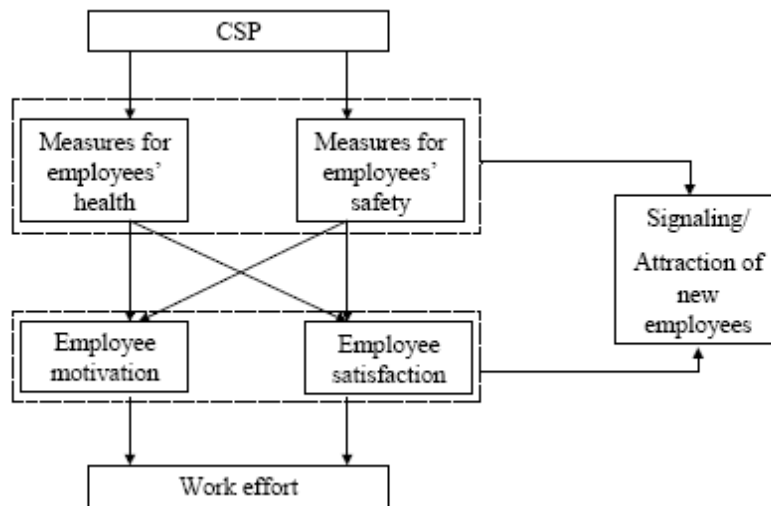 CSP
Measures for
employees’
health
Measures for
employees’
safety
Signaling/
Attraction of
new
employees
Employee
motivation
Employee
satisfaction
Work effort